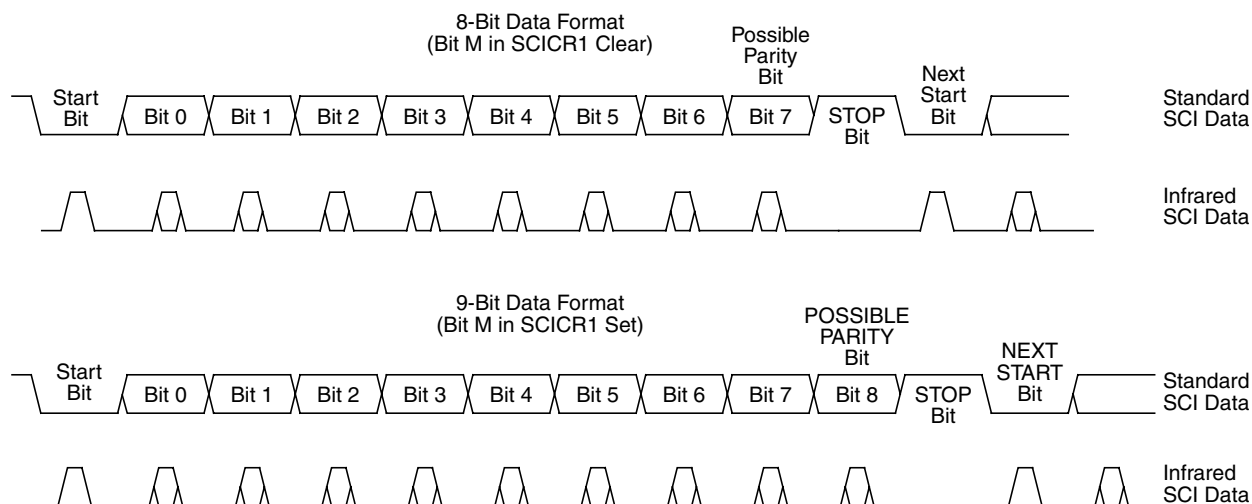 8-Bit Data Format
(Bit M in SCICR1 Clear)
Possible
Parity
Bit
Start
Bit
Bit 0
Bit 1
Bit 2
Bit 3
Bit 4
Bit 5
Bit 6
Bit 7
STOP
Bit
Next
Start
Bit
Standard
SCI Data
Infrared
SCI Data
9-Bit Data Format
(Bit M in SCICR1 Set)
POSSIBLE
PARITY
Bit
Start
Bit
Bit 0
Bit 1
Bit 2
Bit 3
Bit 4
Bit 5
Bit 6
Bit 7
Bit 8
STOP
Bit
NEXT
START
Bit
Standard
SCI Data
Infrared
SCI Data